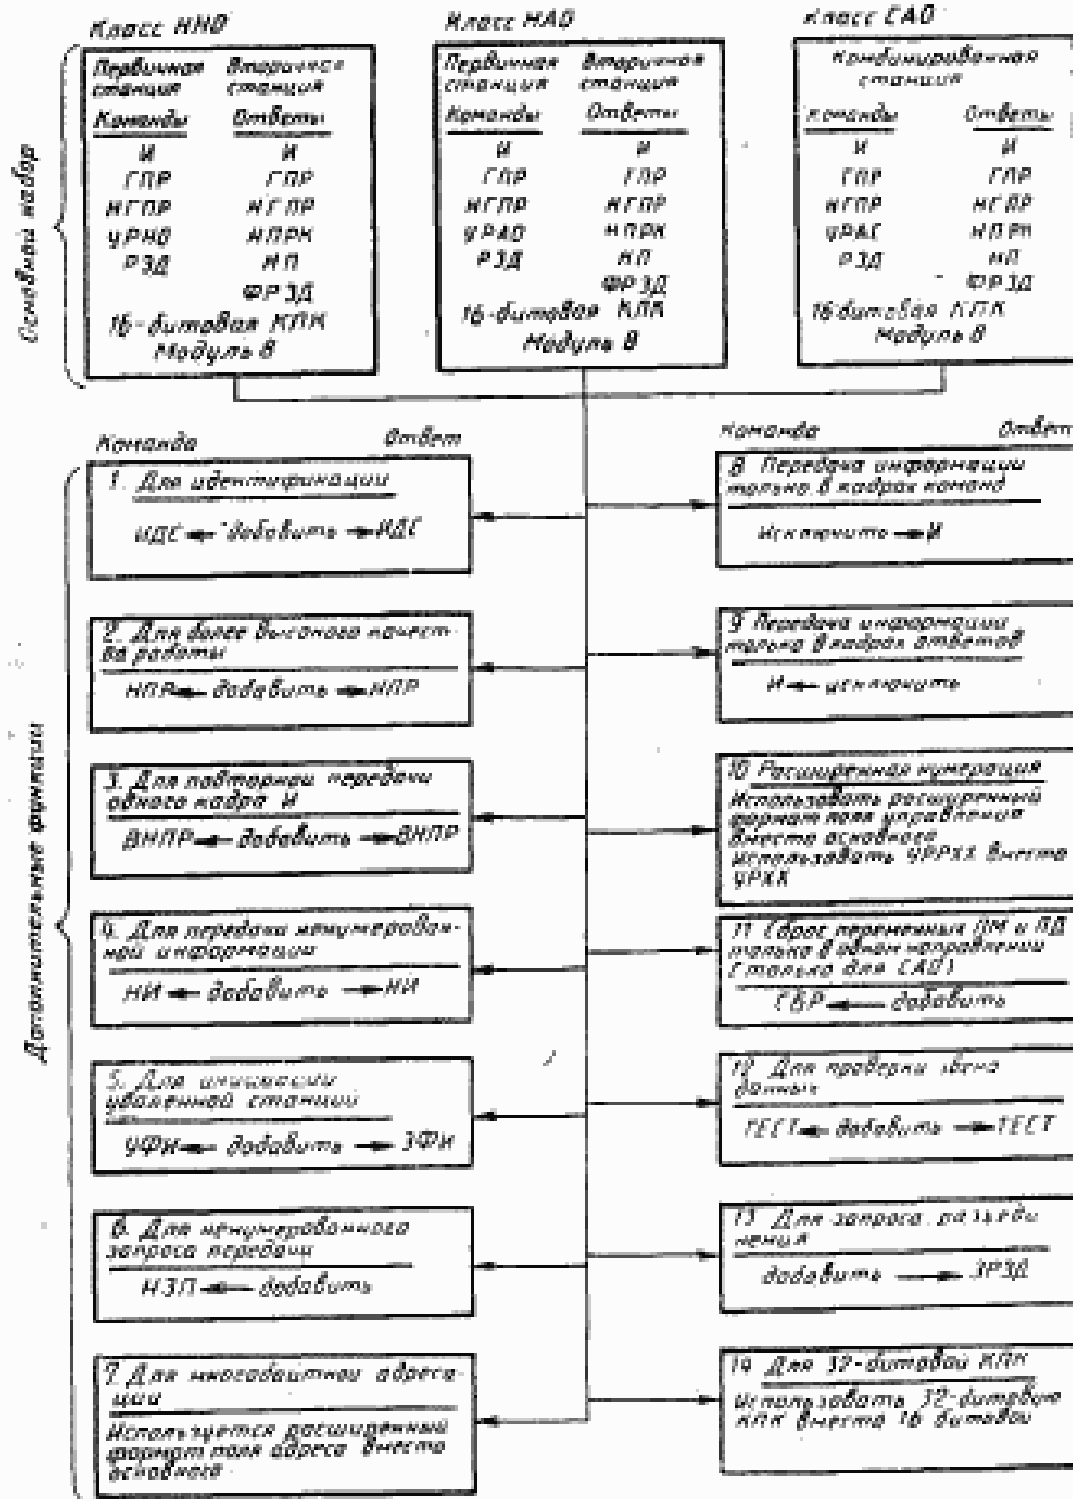 Класс ННО
Класс НАО
Класс САО
Основной набор
Первичная Вторичная
станция станция
Команды Ответы
И И
ГПР ГПР
НГПР НГПР
УРНО НПРК
РЗД НП
ФРЗД
16-битовая КПК
Модуль 8
Первичная Вторичная
станция станция
Команды Ответы
И И
ГПР ГПР
НГПР НГПР
УРАО НПРК
РЗД НП
ФРЗД
16-битовая КПК
Модуль 8
Комбинированная
станция
Команды Ответы
И И
ГПР ГПР
НГПР НГПР
УРАС НПРК
РЗД НП
ФРЗД
16-битовая КПК
Модуль 8
Дополнительные функции
Команда Ответ
1. Для идентификации
ИДС добавить ИДС
2. Для более высокого качест-
ва работы
НПР добавить НПР
3. Для повторной передачи
одного кадра И
ВНПР добавить ВНПР
4. Для передачи ненумерован-
ной информации
НИ добавить НИ
5. Для инициации
удаленной станции
УФИ добавить ЗФИ
6. Для ненумерованного
запроса передачи
НЗП добавить
7. Для многобайтной адреса-
ции
Используется расширенный
формат поля адреса вместо
основного
Команда Ответ
8 Передача информации
только в кадрах команд
Исключить И
9 Передача информации
только в кадрах ответов
И исключить
10 Расширенная нумерация
Использовать расширенный
формат поля управления
вместо основного
Использовать УРРХХ вместо
УРХХ
11 Сброс переменных ПМ и ПД
только в одном направлении
(только для САО)
добавить
12 Для проверки звена
данных
ТЕСТ добавить ТЕСТ
13 Для запроса разъеди
нения
добавить ЗРЗД
14 Для 32-битовой КПК
Использовать 32-битовую
КПК вместо 16 битовой